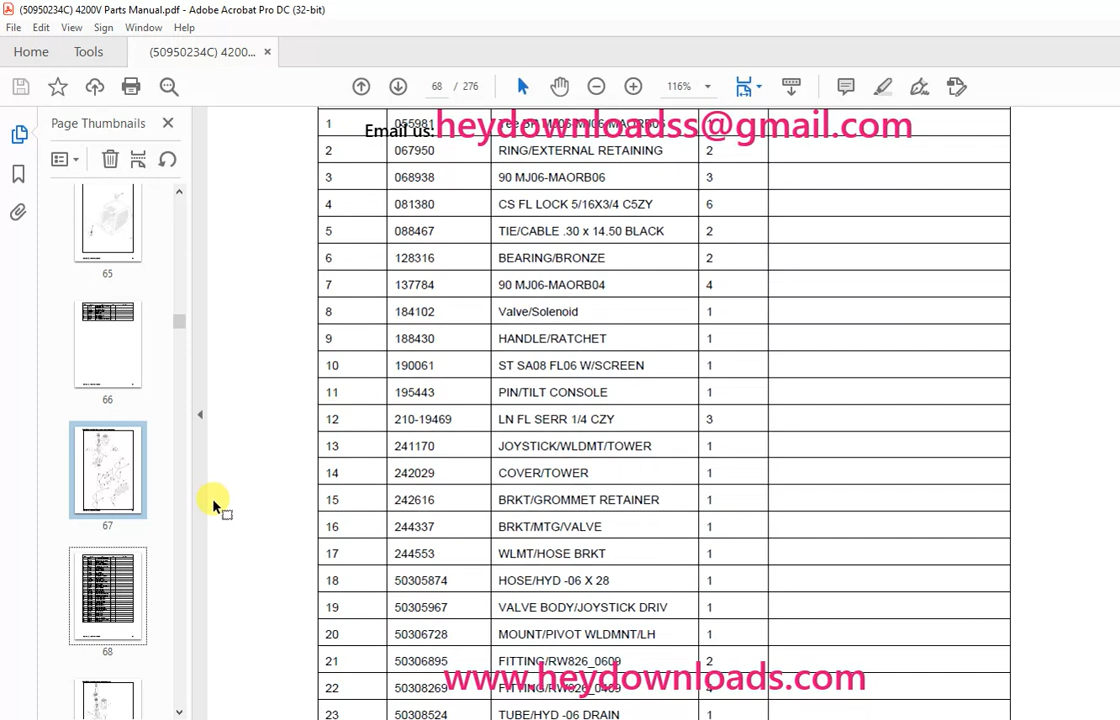 (50950234C) 4200V Parts Manual.pdf - Adobe Acrobat Pro DC (32-bit)
File Edit View Sign Window Help
Home Tools (50950234C) 4200... ×
68 / 276 116%
Page Thumbnails
65
66
67
68
Email us: heydownloadss@gmail.com
1 055981
2 067950 RING/EXTERNAL RETAINING 2
3 068938 90 MJ06-MAORB06 3
4 081380 CS FL LOCK 5/16X3/4 C5ZY 6
5 088467 TIE/CABLE .30 x 14.50 BLACK 2
6 128316 BEARING/BRONZE 2
7 137784 90 MJ06-MAORB04 4
8 184102 Valve/Solenoid 1
9 188430 HANDLE/RATCHET 1
10 190061 ST SA08 FL06 W/SCREEN 1
11 195443 PIN/TILT CONSOLE 1
12 210-19469 LN FL SERR 1/4 CZY 3
13 241170 JOYSTICK/WLDMT/TOWER 1
14 242029 COVER/TOWER 1
15 242616 BRKT/GROMMET RETAINER 1
16 244337 BRKT/MTG/VALVE 1
17 244553 WLMT/HOSE BRKT 1
18 50305874 HOSE/HYD -06 X 28 1
19 50305967 VALVE BODY/JOYSTICK DRIV 1
20 50306728 MOUNT/PIVOT WLDMNT/LH 1
21 50306895 FITTING/RW826_0609 2
www.heydownloads.com
22 50308269 4
23 50308524 TUBE/HYD -06 DRAIN 1